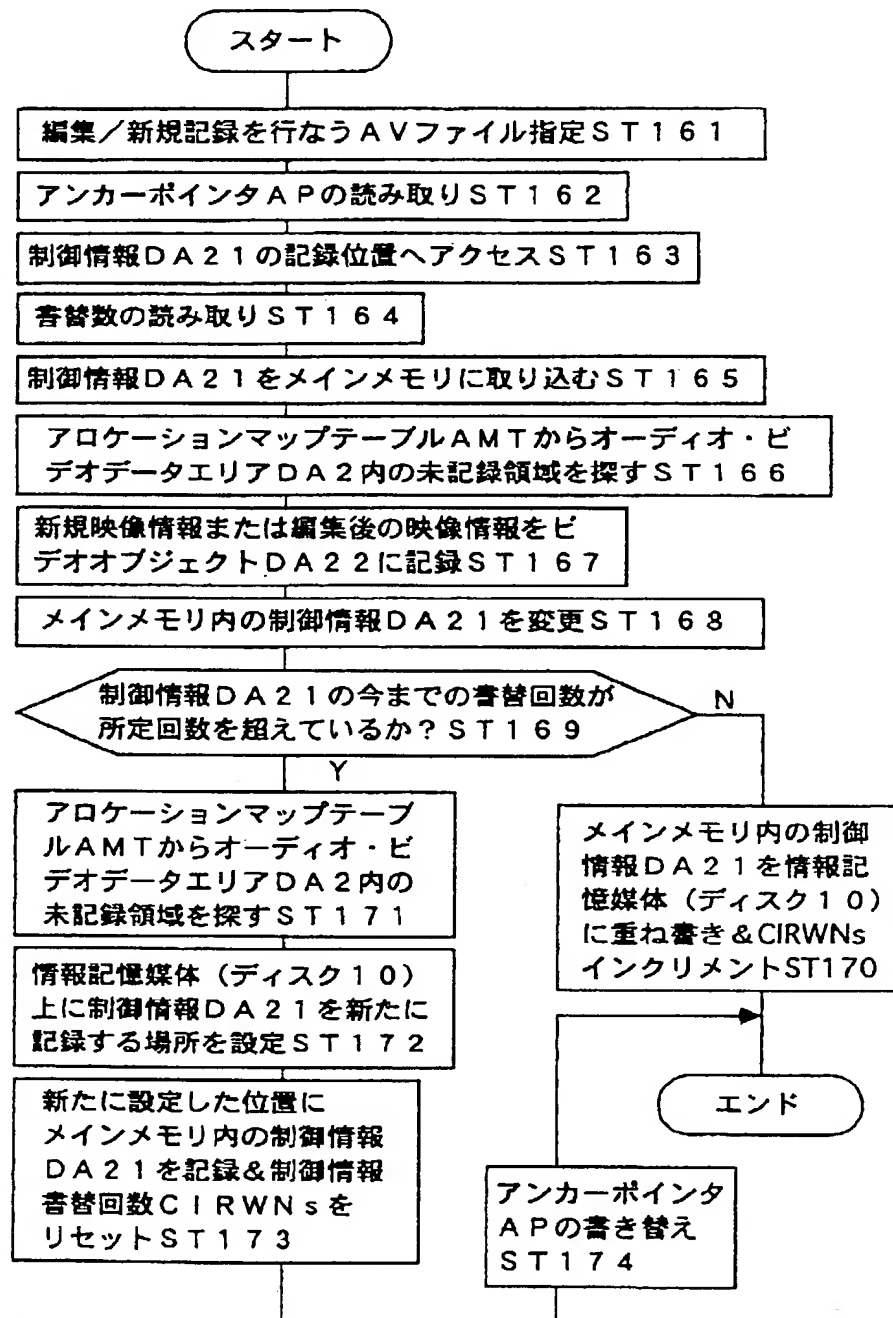 スタート
編集／新規記録を行なうＡＶファイル指定ＳＴ１６１
アンカーポインタＡＰの読み取りＳＴ１６２
制御情報ＤＡ２１の記録位置へアクセスＳＴ１６３
書替数の読み取りＳＴ１６４
制御情報ＤＡ２１をメインメモリに取り込むＳＴ１６５
アロケーションマップテーブルＡＭＴからオーディオ・ビ
デオデータエリアＤＡ２内の未記録領域を探すＳＴ１６６
新規映像情報または編集後の映像情報をビ
デオオブジェクトＤＡ２２に記録ＳＴ１６７
メインメモリ内の制御情報ＤＡ２１を変更ＳＴ１６８
制御情報ＤＡ２１の今までの書替回数が
所定回数を超えているか？ＳＴ１６９
N
Y
アロケーションマップテーブ
ルＡＭＴからオーディオ・ビ
デオデータエリアＤＡ２内の
未記録領域を探すＳＴ１７１
情報記憶媒体（ディスク１０）
上に制御情報ＤＡ２１を新たに
記録する場所を設定ＳＴ１７２
新たに設定した位置に
メインメモリ内の制御情報
ＤＡ２１を記録＆制御情報
書替回数ＣＩＲＷＮｓを
リセットＳＴ１７３
メインメモリ内の制御
情報ＤＡ２１を情報記
憶媒体（ディスク１０）
に重ね書き＆CIRWNs
インクリメントST170
エンド
アンカーポインタ
ＡＰの書き替え
ＳＴ１７４